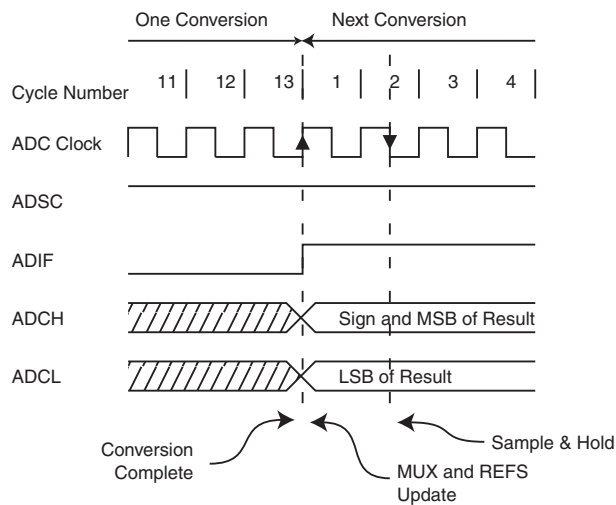 One Conversion Next Conversion
Cycle Number 11 12 13 1 2 3 4
ADC Clock
ADSC
ADIF
ADCH Sign and MSB of Result
ADCL LSB of Result
Conversion
Complete
MUX and REFS
Update
Sample & Hold